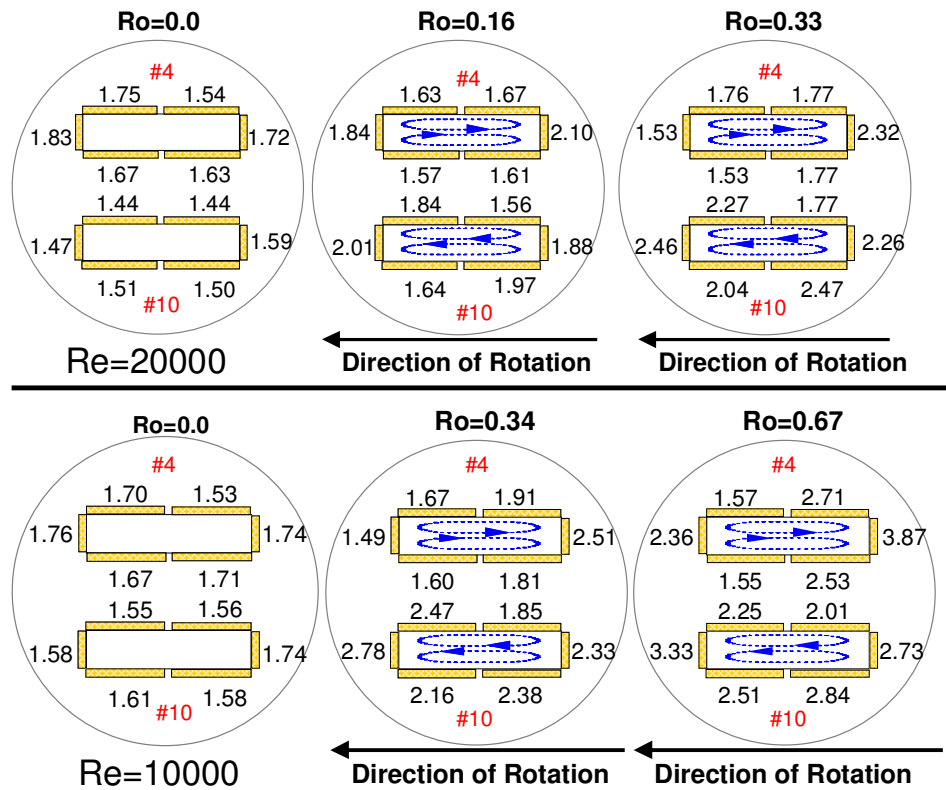 Ro=0.0 Ro=0.16 Ro=0.33
#4 #4 #4
1.75 1.54 1.63 1.67 1.76 1.77
1.83 1.72 1.84 2.10 1.53 2.32
1.67 1.63 1.57 1.61 1.53 1.77
1.44 1.44 1.84 1.56 2.27 1.77
1.47 1.59 2.01 1.88 2.46 2.26
1.51 1.50 1.64 1.97 2.04 2.47
#10 #10 #10
Re=20000 Direction of Rotation Direction of Rotation
Ro=0.0 Ro=0.34 Ro=0.67
#4 #4 #4
1.70 1.53 1.67 1.91 1.57 2.71
1.76 1.74 1.49 2.51 2.36 3.87
1.67 1.71 1.60 1.81 1.55 2.53
1.55 1.56 2.47 1.85 2.25 2.01
1.58 1.74 2.78 2.33 3.33 2.73
1.61 1.58 2.16 2.38 2.51 2.84
#10 #10 #10
Re=10000 Direction of Rotation Direction of Rotation